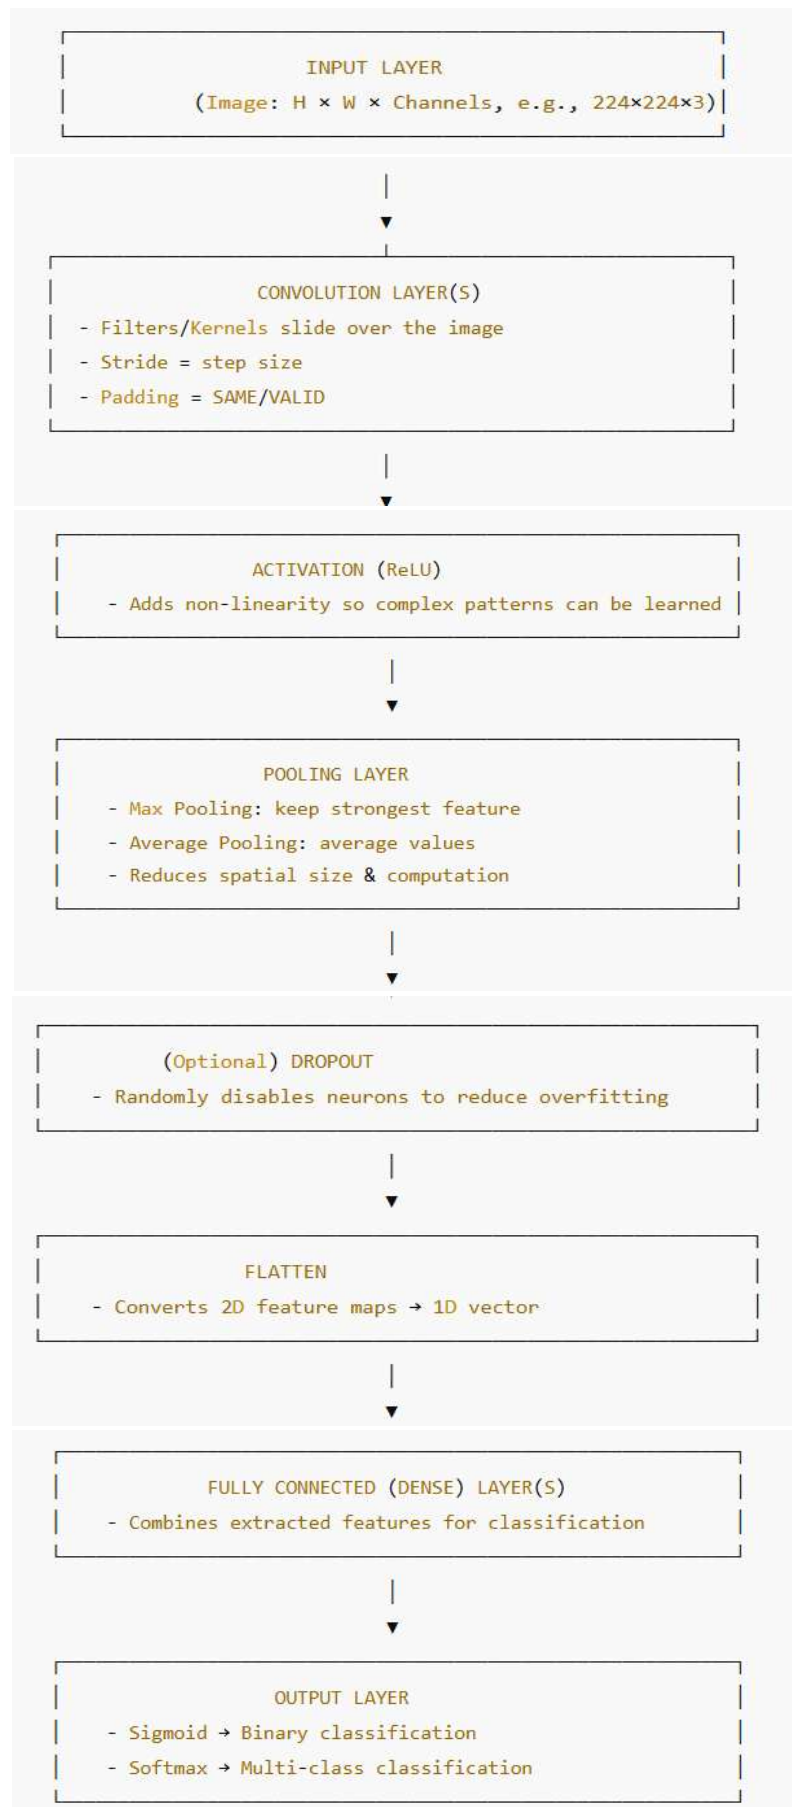 INPUT LAYER
(Image: H × W × Channels, e.g., 224×224×3)
CONVOLUTION LAYER(S)
- Filters/Kernels slide over the image
- Stride = step size
- Padding = SAME/VALID
ACTIVATION (ReLU)
- Adds non-linearity so complex patterns can be learned
POOLING LAYER
- Max Pooling: keep strongest feature
- Average Pooling: average values
- Reduces spatial size & computation
(Optional) DROPOUT
- Randomly disables neurons to reduce overfitting
FLATTEN
- Converts 2D feature maps → 1D vector
FULLY CONNECTED (DENSE) LAYER(S)
- Combines extracted features for classification
OUTPUT LAYER
- Sigmoid → Binary classification
- Softmax → Multi-class classification